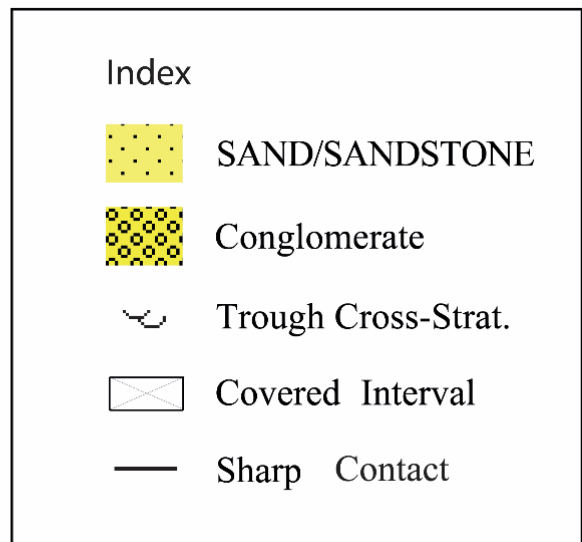 Index
SAND/SANDSTONE
Conglomerate
Trough Cross-Strat.
Covered Interval
Sharp Contact